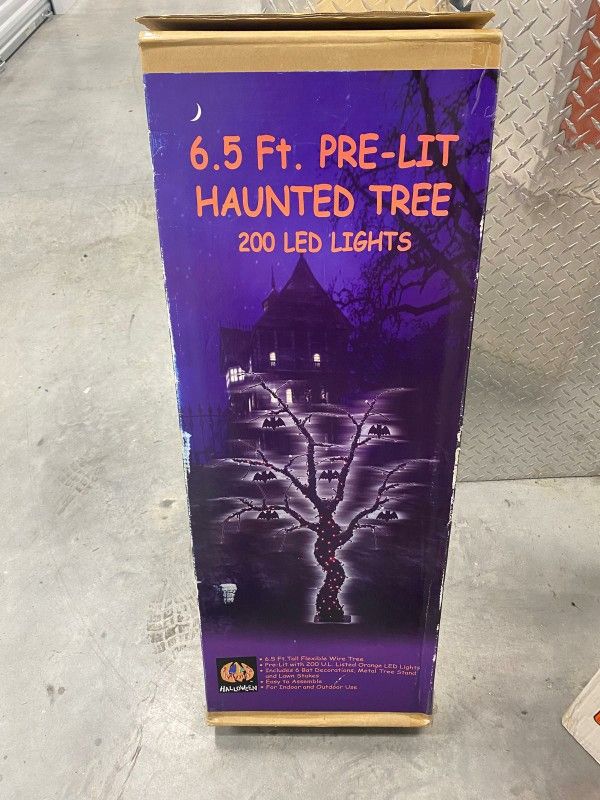 6.5 Ft. PRE-LIT
HAUNTED TREE
200 LED LIGHTS
• 6.5 Ft. Tall Flexible Wire Tree
• Pre-Lit with 200 U.L. Listed Orange LED Lights
• Includes 6 Bat Decorations, Metal Tree Stand
and Lawn Stakes
• Easy to Assemble
• For Indoor and Outdoor Use
HALLOWEEN